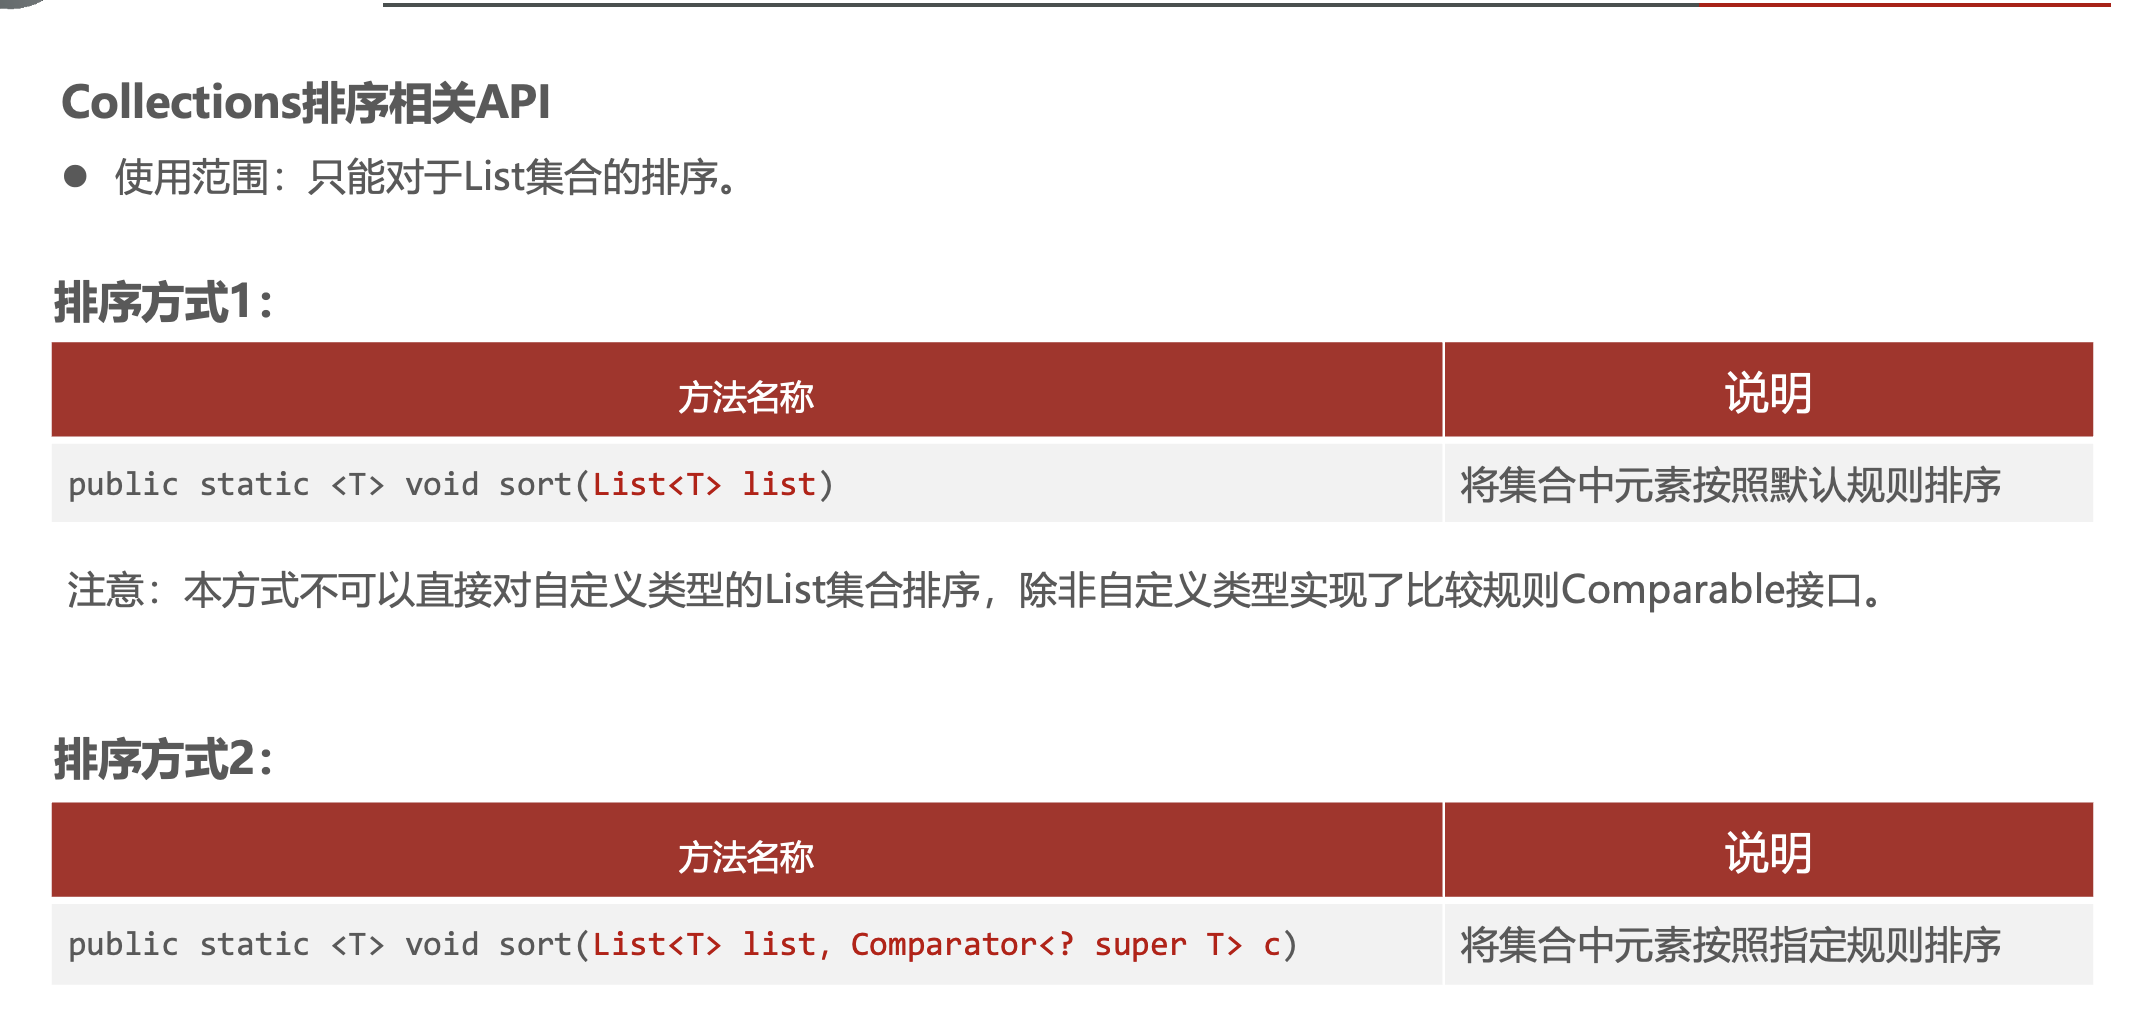 Collections排序相关API
● 使用范围：只能对于List集合的排序。
排序方式1：
方法名称 说明
public static <T> void sort(List<T> list) 将集合中元素按照默认规则排序
注意：本方式不可以直接对自定义类型的List集合排序，除非自定义类型实现了比较规则Comparable接口。
排序方式2：
方法名称 说明
public static <T> void sort(List<T> list，Comparator<? super T> c) 将集合中元素按照指定规则排序